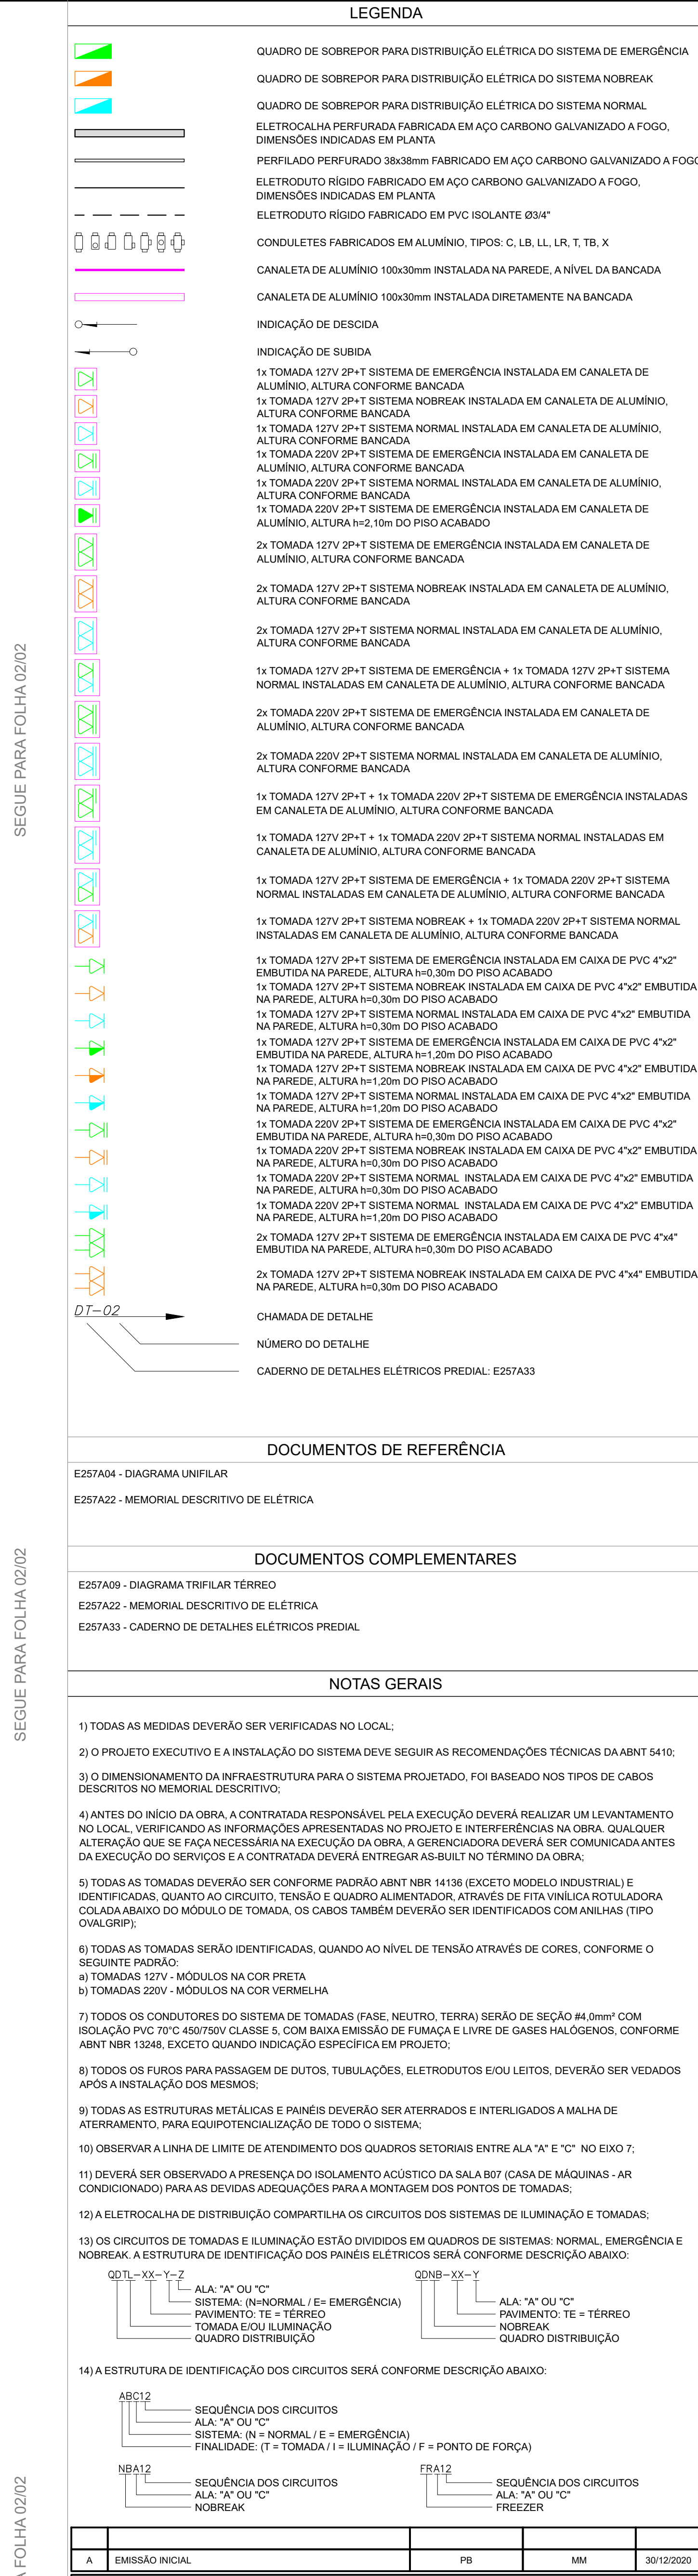 LEGENDA
QUADRO DE SOBREPOR PARA DISTRIBUIÇÃO ELÉTRICA DO SISTEMA DE EMERGÊNCIA
QUADRO DE SOBREPOR PARA DISTRIBUIÇÃO ELÉTRICA DO SISTEMA NOBREAK
QUADRO DE SOBREPOR PARA DISTRIBUIÇÃO ELÉTRICA DO SISTEMA NORMAL
ELETROCALHA PERFURADA FABRICADA EM AÇO CARBONO GALVANIZADO A FOGO,
DIMENSÕES INDICADAS EM PLANTA
PERFILADO PERFURADO 38x38mm FABRICADO EM AÇO CARBONO GALVANIZADO A FOGO
ELETRODUTO RÍGIDO FABRICADO EM AÇO CARBONO GALVANIZADO A FOGO,
DIMENSÕES INDICADAS EM PLANTA
ELETRODUTO RÍGIDO FABRICADO EM PVC ISOLANTE Ø3/4"
CONDULETES FABRICADOS EM ALUMÍNIO, TIPOS: C, LB, LL, LR, T, TB, X
CANALETA DE ALUMÍNIO 100x30mm INSTALADA NA PAREDE, A NÍVEL DA BANCADA
CANALETA DE ALUMÍNIO 100x30mm INSTALADA DIRETAMENTE NA BANCADA
INDICAÇÃO DE DESCIDA
INDICAÇÃO DE SUBIDA
1x TOMADA 127V 2P+T SISTEMA DE EMERGÊNCIA INSTALADA EM CANALETA DE
ALUMÍNIO, ALTURA CONFORME BANCADA
1x TOMADA 127V 2P+T SISTEMA NOBREAK INSTALADA EM CANALETA DE ALUMÍNIO,
ALTURA CONFORME BANCADA
1x TOMADA 127V 2P+T SISTEMA NORMAL INSTALADA EM CANALETA DE ALUMÍNIO,
ALTURA CONFORME BANCADA
1x TOMADA 220V 2P+T SISTEMA DE EMERGÊNCIA INSTALADA EM CANALETA DE
ALUMÍNIO, ALTURA CONFORME BANCADA
1x TOMADA 220V 2P+T SISTEMA NORMAL INSTALADA EM CANALETA DE ALUMÍNIO,
ALTURA CONFORME BANCADA
1x TOMADA 220V 2P+T SISTEMA DE EMERGÊNCIA INSTALADA EM CANALETA DE
ALUMÍNIO, ALTURA h=2,10m DO PISO ACABADO
2x TOMADA 127V 2P+T SISTEMA DE EMERGÊNCIA INSTALADA EM CANALETA DE
ALUMÍNIO, ALTURA CONFORME BANCADA
2x TOMADA 127V 2P+T SISTEMA NOBREAK INSTALADA EM CANALETA DE ALUMÍNIO,
ALTURA CONFORME BANCADA
2x TOMADA 127V 2P+T SISTEMA NORMAL INSTALADA EM CANALETA DE ALUMÍNIO,
ALTURA CONFORME BANCADA
1x TOMADA 127V 2P+T SISTEMA DE EMERGÊNCIA + 1x TOMADA 127V 2P+T SISTEMA
NORMAL INSTALADAS EM CANALETA DE ALUMÍNIO, ALTURA CONFORME BANCADA
2x TOMADA 220V 2P+T SISTEMA DE EMERGÊNCIA INSTALADA EM CANALETA DE
ALUMÍNIO, ALTURA CONFORME BANCADA
2x TOMADA 220V 2P+T SISTEMA NORMAL INSTALADA EM CANALETA DE ALUMÍNIO,
ALTURA CONFORME BANCADA
1x TOMADA 127V 2P+T + 1x TOMADA 220V 2P+T SISTEMA DE EMERGÊNCIA INSTALADAS
EM CANALETA DE ALUMÍNIO, ALTURA CONFORME BANCADA
1x TOMADA 127V 2P+T + 1x TOMADA 220V 2P+T SISTEMA NORMAL INSTALADAS EM
CANALETA DE ALUMÍNIO, ALTURA CONFORME BANCADA
1x TOMADA 127V 2P+T SISTEMA DE EMERGÊNCIA + 1x TOMADA 220V 2P+T SISTEMA
NORMAL INSTALADAS EM CANALETA DE ALUMÍNIO, ALTURA CONFORME BANCADA
1x TOMADA 127V 2P+T SISTEMA NOBREAK + 1x TOMADA 220V 2P+T SISTEMA NORMAL
INSTALADAS EM CANALETA DE ALUMÍNIO, ALTURA CONFORME BANCADA
1x TOMADA 127V 2P+T SISTEMA DE EMERGÊNCIA INSTALADA EM CAIXA DE PVC 4"x2"
EMBUTIDA NA PAREDE, ALTURA h=0,30m DO PISO ACABADO
1x TOMADA 127V 2P+T SISTEMA NOBREAK INSTALADA EM CAIXA DE PVC 4"x2" EMBUTIDA
NA PAREDE, ALTURA h=0,30m DO PISO ACABADO
1x TOMADA 127V 2P+T SISTEMA NORMAL INSTALADA EM CAIXA DE PVC 4"x2" EMBUTIDA
NA PAREDE, ALTURA h=0,30m DO PISO ACABADO
1x TOMADA 127V 2P+T SISTEMA DE EMERGÊNCIA INSTALADA EM CAIXA DE PVC 4"x2"
EMBUTIDA NA PAREDE, ALTURA h=1,20m DO PISO ACABADO
1x TOMADA 127V 2P+T SISTEMA NOBREAK INSTALADA EM CAIXA DE PVC 4"x2" EMBUTIDA
NA PAREDE, ALTURA h=1,20m DO PISO ACABADO
1x TOMADA 127V 2P+T SISTEMA NORMAL INSTALADA EM CAIXA DE PVC 4"x2" EMBUTIDA
NA PAREDE, ALTURA h=1,20m DO PISO ACABADO
1x TOMADA 220V 2P+T SISTEMA DE EMERGÊNCIA INSTALADA EM CAIXA DE PVC 4"x2"
EMBUTIDA NA PAREDE, ALTURA h=0,30m DO PISO ACABADO
1x TOMADA 220V 2P+T SISTEMA NOBREAK INSTALADA EM CAIXA DE PVC 4"x2" EMBUTIDA
NA PAREDE, ALTURA h=0,30m DO PISO ACABADO
1x TOMADA 220V 2P+T SISTEMA NORMAL INSTALADA EM CAIXA DE PVC 4"x2" EMBUTIDA
NA PAREDE, ALTURA h=0,30m DO PISO ACABADO
1x TOMADA 220V 2P+T SISTEMA NORMAL INSTALADA EM CAIXA DE PVC 4"x2" EMBUTIDA
NA PAREDE, ALTURA h=1,20m DO PISO ACABADO
2x TOMADA 127V 2P+T SISTEMA DE EMERGÊNCIA INSTALADA EM CAIXA DE PVC 4"x4"
EMBUTIDA NA PAREDE, ALTURA h=0,30m DO PISO ACABADO
2x TOMADA 127V 2P+T SISTEMA NOBREAK INSTALADA EM CAIXA DE PVC 4"x4" EMBUTIDA
NA PAREDE, ALTURA h=0,30m DO PISO ACABADO
DT-02
CHAMADA DE DETALHE
NÚMERO DO DETALHE
CADERNO DE DETALHES ELÉTRICOS PREDIAL: E257A33
DOCUMENTOS DE REFERÊNCIA
E257A04 - DIAGRAMA UNIFILAR
E257A22 - MEMORIAL DESCRITIVO DE ELÉTRICA
DOCUMENTOS COMPLEMENTARES
E257A09 - DIAGRAMA TRIFILAR TÉRREO
E257A22 - MEMORIAL DESCRITIVO DE ELÉTRICA
E257A33 - CADERNO DE DETALHES ELÉTRICOS PREDIAL
NOTAS GERAIS
1) TODAS AS MEDIDAS DEVERÃO SER VERIFICADAS NO LOCAL;
2) O PROJETO EXECUTIVO E A INSTALAÇÃO DO SISTEMA DEVE SEGUIR AS RECOMENDAÇÕES TÉCNICAS DA ABNT 5410;
3) O DIMENSIONAMENTO DA INFRAESTRUTURA PARA O SISTEMA PROJETADO, FOI BASEADO NOS TIPOS DE CABOS
DESCRITOS NO MEMORIAL DESCRITIVO;
4) ANTES DO INÍCIO DA OBRA, A CONTRATADA RESPONSÁVEL PELA EXECUÇÃO DEVERÁ REALIZAR UM LEVANTAMENTO
NO LOCAL, VERIFICANDO AS INFORMAÇÕES APRESENTADAS NO PROJETO E INTERFERÊNCIAS NA OBRA. QUALQUER
ALTERAÇÃO QUE SE FAÇA NECESSÁRIA NA EXECUÇÃO DA OBRA, A GERENCIADORA DEVERÁ SER COMUNICADA ANTES
DA EXECUÇÃO DO SERVIÇOS E A CONTRATADA DEVERÁ ENTREGAR AS-BUILT NO TÉRMINO DA OBRA;
5) TODAS AS TOMADAS DEVERÃO SER CONFORME PADRÃO ABNT NBR 14136 (EXCETO MODELO INDUSTRIAL) E
IDENTIFICADAS, QUANTO AO CIRCUITO, TENSÃO E QUADRO ALIMENTADOR, ATRAVÉS DE FITA VINÍLICA ROTULADORA
COLADA ABAIXO DO MÓDULO DE TOMADA, OS CABOS TAMBÉM DEVERÃO SER IDENTIFICADOS COM ANILHAS (TIPO
OVALGRIP);
6) TODAS AS TOMADAS SERÃO IDENTIFICADAS, QUANDO AO NÍVEL DE TENSÃO ATRAVÉS DE CORES, CONFORME O
SEGUINTE PADRÃO:
a) TOMADAS 127V - MÓDULOS NA COR PRETA
b) TOMADAS 220V - MÓDULOS NA COR VERMELHA
7) TODOS OS CONDUTORES DO SISTEMA DE TOMADAS (FASE, NEUTRO, TERRA) SERÃO DE SEÇÃO #4,0mm² COM
ISOLAÇÃO PVC 70°C 450/750V CLASSE 5, COM BAIXA EMISSÃO DE FUMAÇA E LIVRE DE GASES HALÓGENOS, CONFORME
ABNT NBR 13248, EXCETO QUANDO INDICAÇÃO ESPECÍFICA EM PROJETO;
8) TODOS OS FUROS PARA PASSAGEM DE DUTOS, TUBULAÇÕES, ELETRODUTOS E/OU LEITOS, DEVERÃO SER VEDADOS
APÓS A INSTALAÇÃO DOS MESMOS;
9) TODAS AS ESTRUTURAS METÁLICAS E PAINÉIS DEVERÃO SER ATERRADOS E INTERLIGADOS A MALHA DE
ATERRAMENTO, PARA EQUIPOTENCIALIZAÇÃO DE TODO O SISTEMA;
10) OBSERVAR A LINHA DE LIMITE DE ATENDIMENTO DOS QUADROS SETORIAIS ENTRE ALA "A" E "C" NO EIXO 7;
11) DEVERÁ SER OBSERVADO A PRESENÇA DO ISOLAMENTO ACÚSTICO DA SALA B07 (CASA DE MÁQUINAS - AR
CONDICIONADO) PARA AS DEVIDAS ADEQUAÇÕES PARA A MONTAGEM DOS PONTOS DE TOMADAS;
12) A ELETROCALHA DE DISTRIBUIÇÃO COMPARTILHA OS CIRCUITOS DOS SISTEMAS DE ILUMINAÇÃO E TOMADAS;
13) OS CIRCUITOS DE TOMADAS E ILUMINAÇÃO ESTÃO DIVIDIDOS EM QUADROS DE SISTEMAS: NORMAL, EMERGÊNCIA E
NOBREAK. A ESTRUTURA DE IDENTIFICAÇÃO DOS PAINÉIS ELÉTRICOS SERÁ CONFORME DESCRIÇÃO ABAIXO:
QDTL-XX-Y-Z
ALA: "A" OU "C"
SISTEMA: (N=NORMAL / E= EMERGÊNCIA)
PAVIMENTO: TE = TÉRREO
TOMADA E/OU ILUMINAÇÃO
QUADRO DISTRIBUIÇÃO
QDNB-XX-Y
ALA: "A" OU "C"
PAVIMENTO: TE = TÉRREO
NOBREAK
QUADRO DISTRIBUIÇÃO
14) A ESTRUTURA DE IDENTIFICAÇÃO DOS CIRCUITOS SERÁ CONFORME DESCRIÇÃO ABAIXO:
ABC12
SEQUÊNCIA DOS CIRCUITOS
ALA: "A" OU "C"
SISTEMA: (N = NORMAL / E = EMERGÊNCIA)
FINALIDADE: (T = TOMADA / I = ILUMINAÇÃO / F = PONTO DE FORÇA)
NBA12
SEQUÊNCIA DOS CIRCUITOS
ALA: "A" OU "C"
NOBREAK
FRA12
SEQUÊNCIA DOS CIRCUITOS
ALA: "A" OU "C"
FREEZER
A EMISSÃO INICIAL PB MM 30/12/2020
SEGUE PARA FOLHA 02/02
SEGUE PARA FOLHA 02/02
FOLHA 02/02